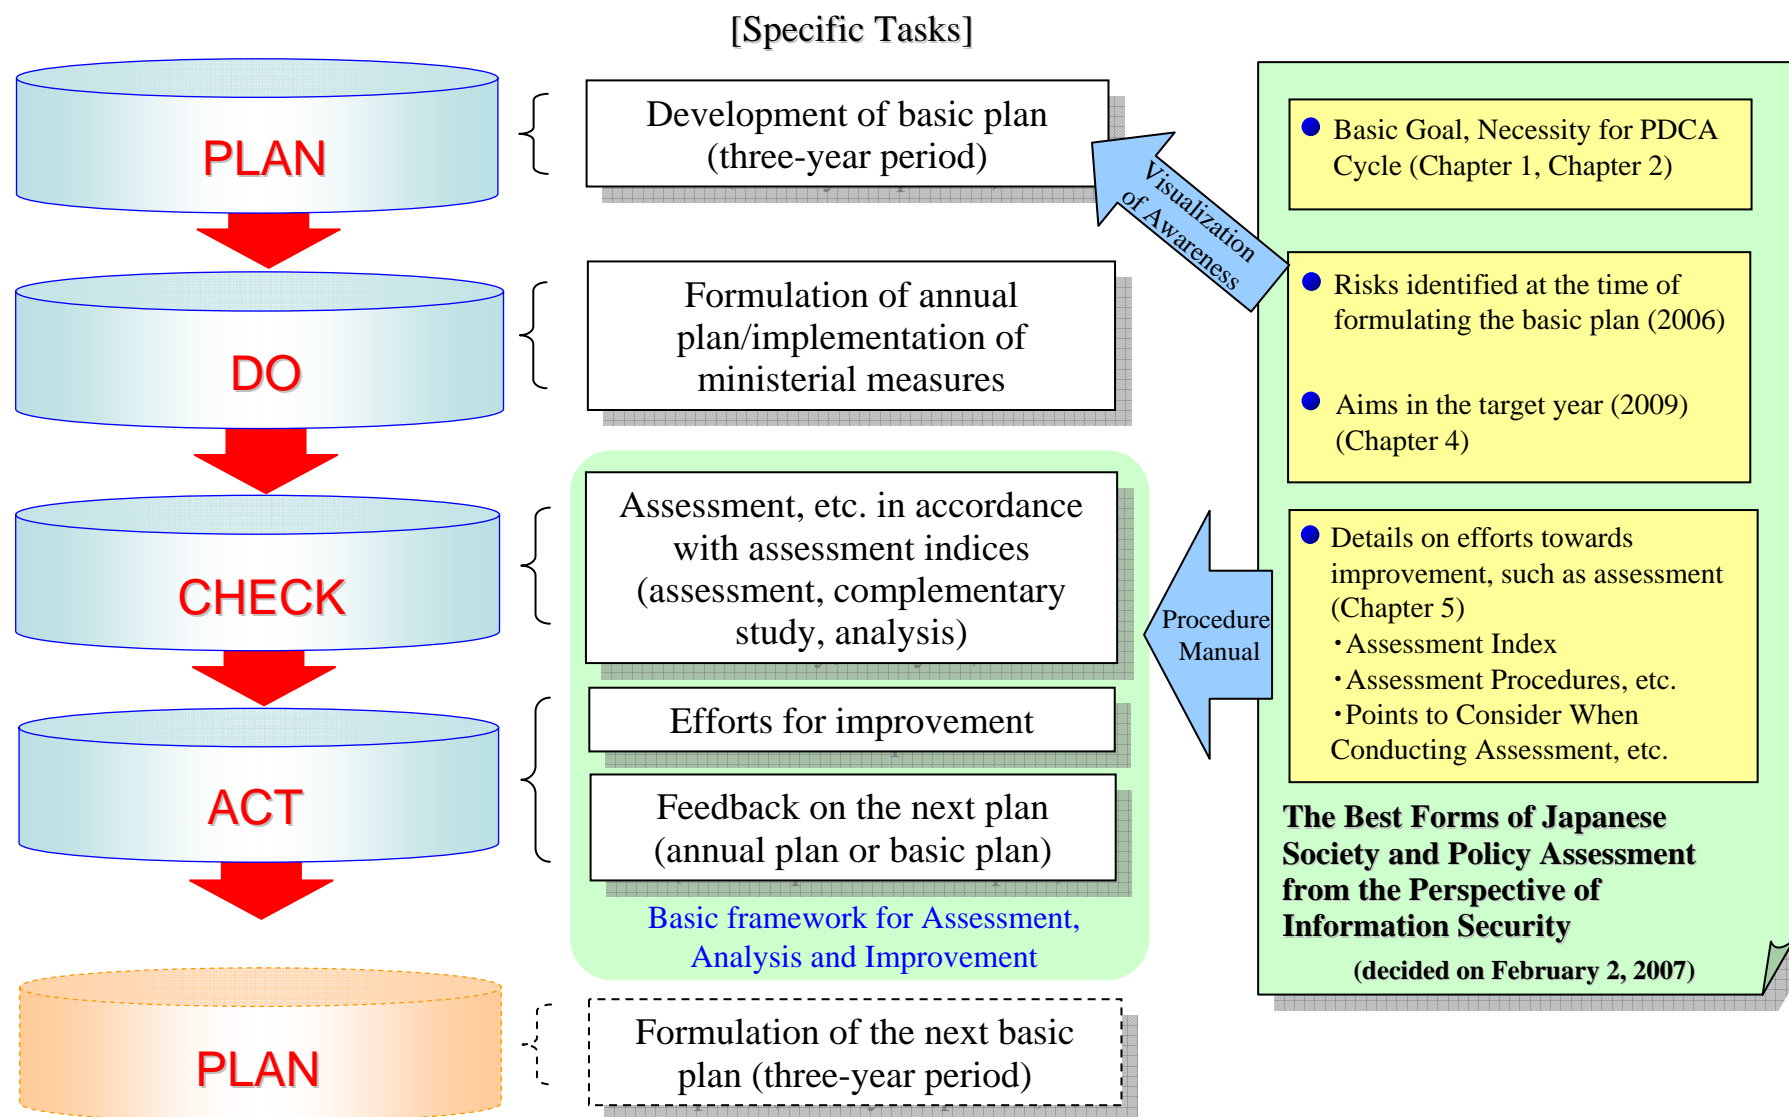 [Specific Tasks]
PLAN
Development of basic plan
(three-year period)
DO
Formulation of annual
plan/implementation of
ministerial measures
CHECK
Assessment, etc. in accordance
with assessment indices
(assessment, complementary
study, analysis)
ACT
Efforts for improvement
Feedback on the next plan
(annual plan or basic plan)
Basic framework for Assessment,
Analysis and Improvement
PLAN
Formulation of the next basic
plan (three-year period)
Visualization
of Awareness
Procedure
Manual
● Basic Goal, Necessity for PDCA
Cycle (Chapter 1, Chapter 2)
● Risks identified at the time of
formulating the basic plan (2006)
● Aims in the target year (2009)
(Chapter 4)
● Details on efforts towards
improvement, such as assessment
(Chapter 5)
・Assessment Index
・Assessment Procedures, etc.
・Points to Consider When
Conducting Assessment, etc.
The Best Forms of Japanese
Society and Policy Assessment
from the Perspective of
Information Security
(decided on February 2, 2007)